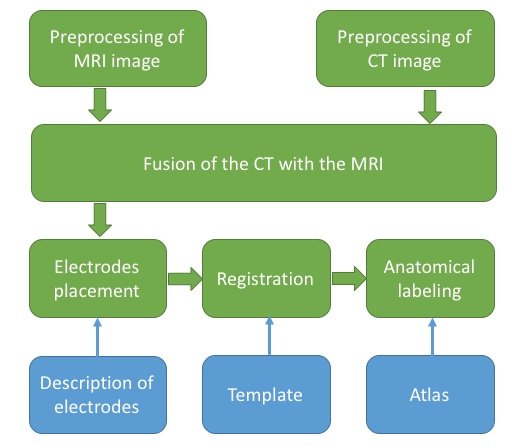 Preprocessing of
MRI image
Preprocessing of
CT image
Fusion of the CT with the MRI
Electrodes
placement
Registration
Anatomical
labeling
Description of
electrodes
Template
Atlas